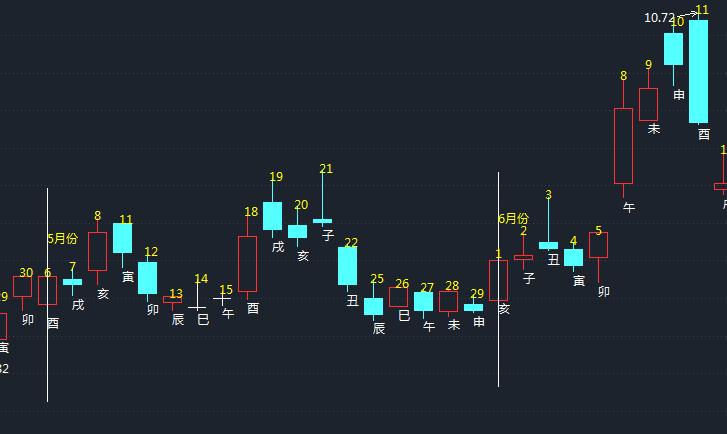 10.72
11
10
9
8
1
21
19
20
18
申
酉
未
午
3
6月份
2
5
4
1
子
丑
寅
卯
亥
5月份
8
11
12
7
6
30
13
14
15
卯
酉
戌
亥
寅
卯
辰
巳
午
酉
戌
亥
子
22
25
26
27
28
29
丑
辰
巳
午
未
申
寅